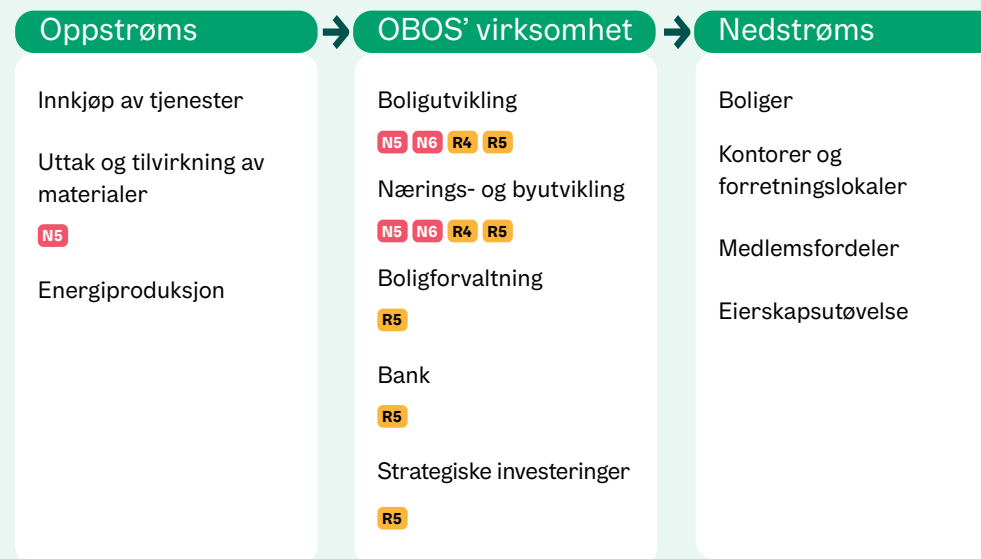 Oppstrøms
Innkjøp av tjenester
Uttak og tilvirkning av
materialer
N5
Energiproduksjon
OBOS’ virksomhet
Boligutvikling
N5 N6 R4 R5
Nærings- og byutvikling
N5 N6 R4 R5
Boligforvaltning
R5
Bank
R5
Strategiske investeringer
R5
Nedstrøms
Boliger
Kontorer og
forretningslokaler
Medlemsfordeler
Eierskapsutøvelse